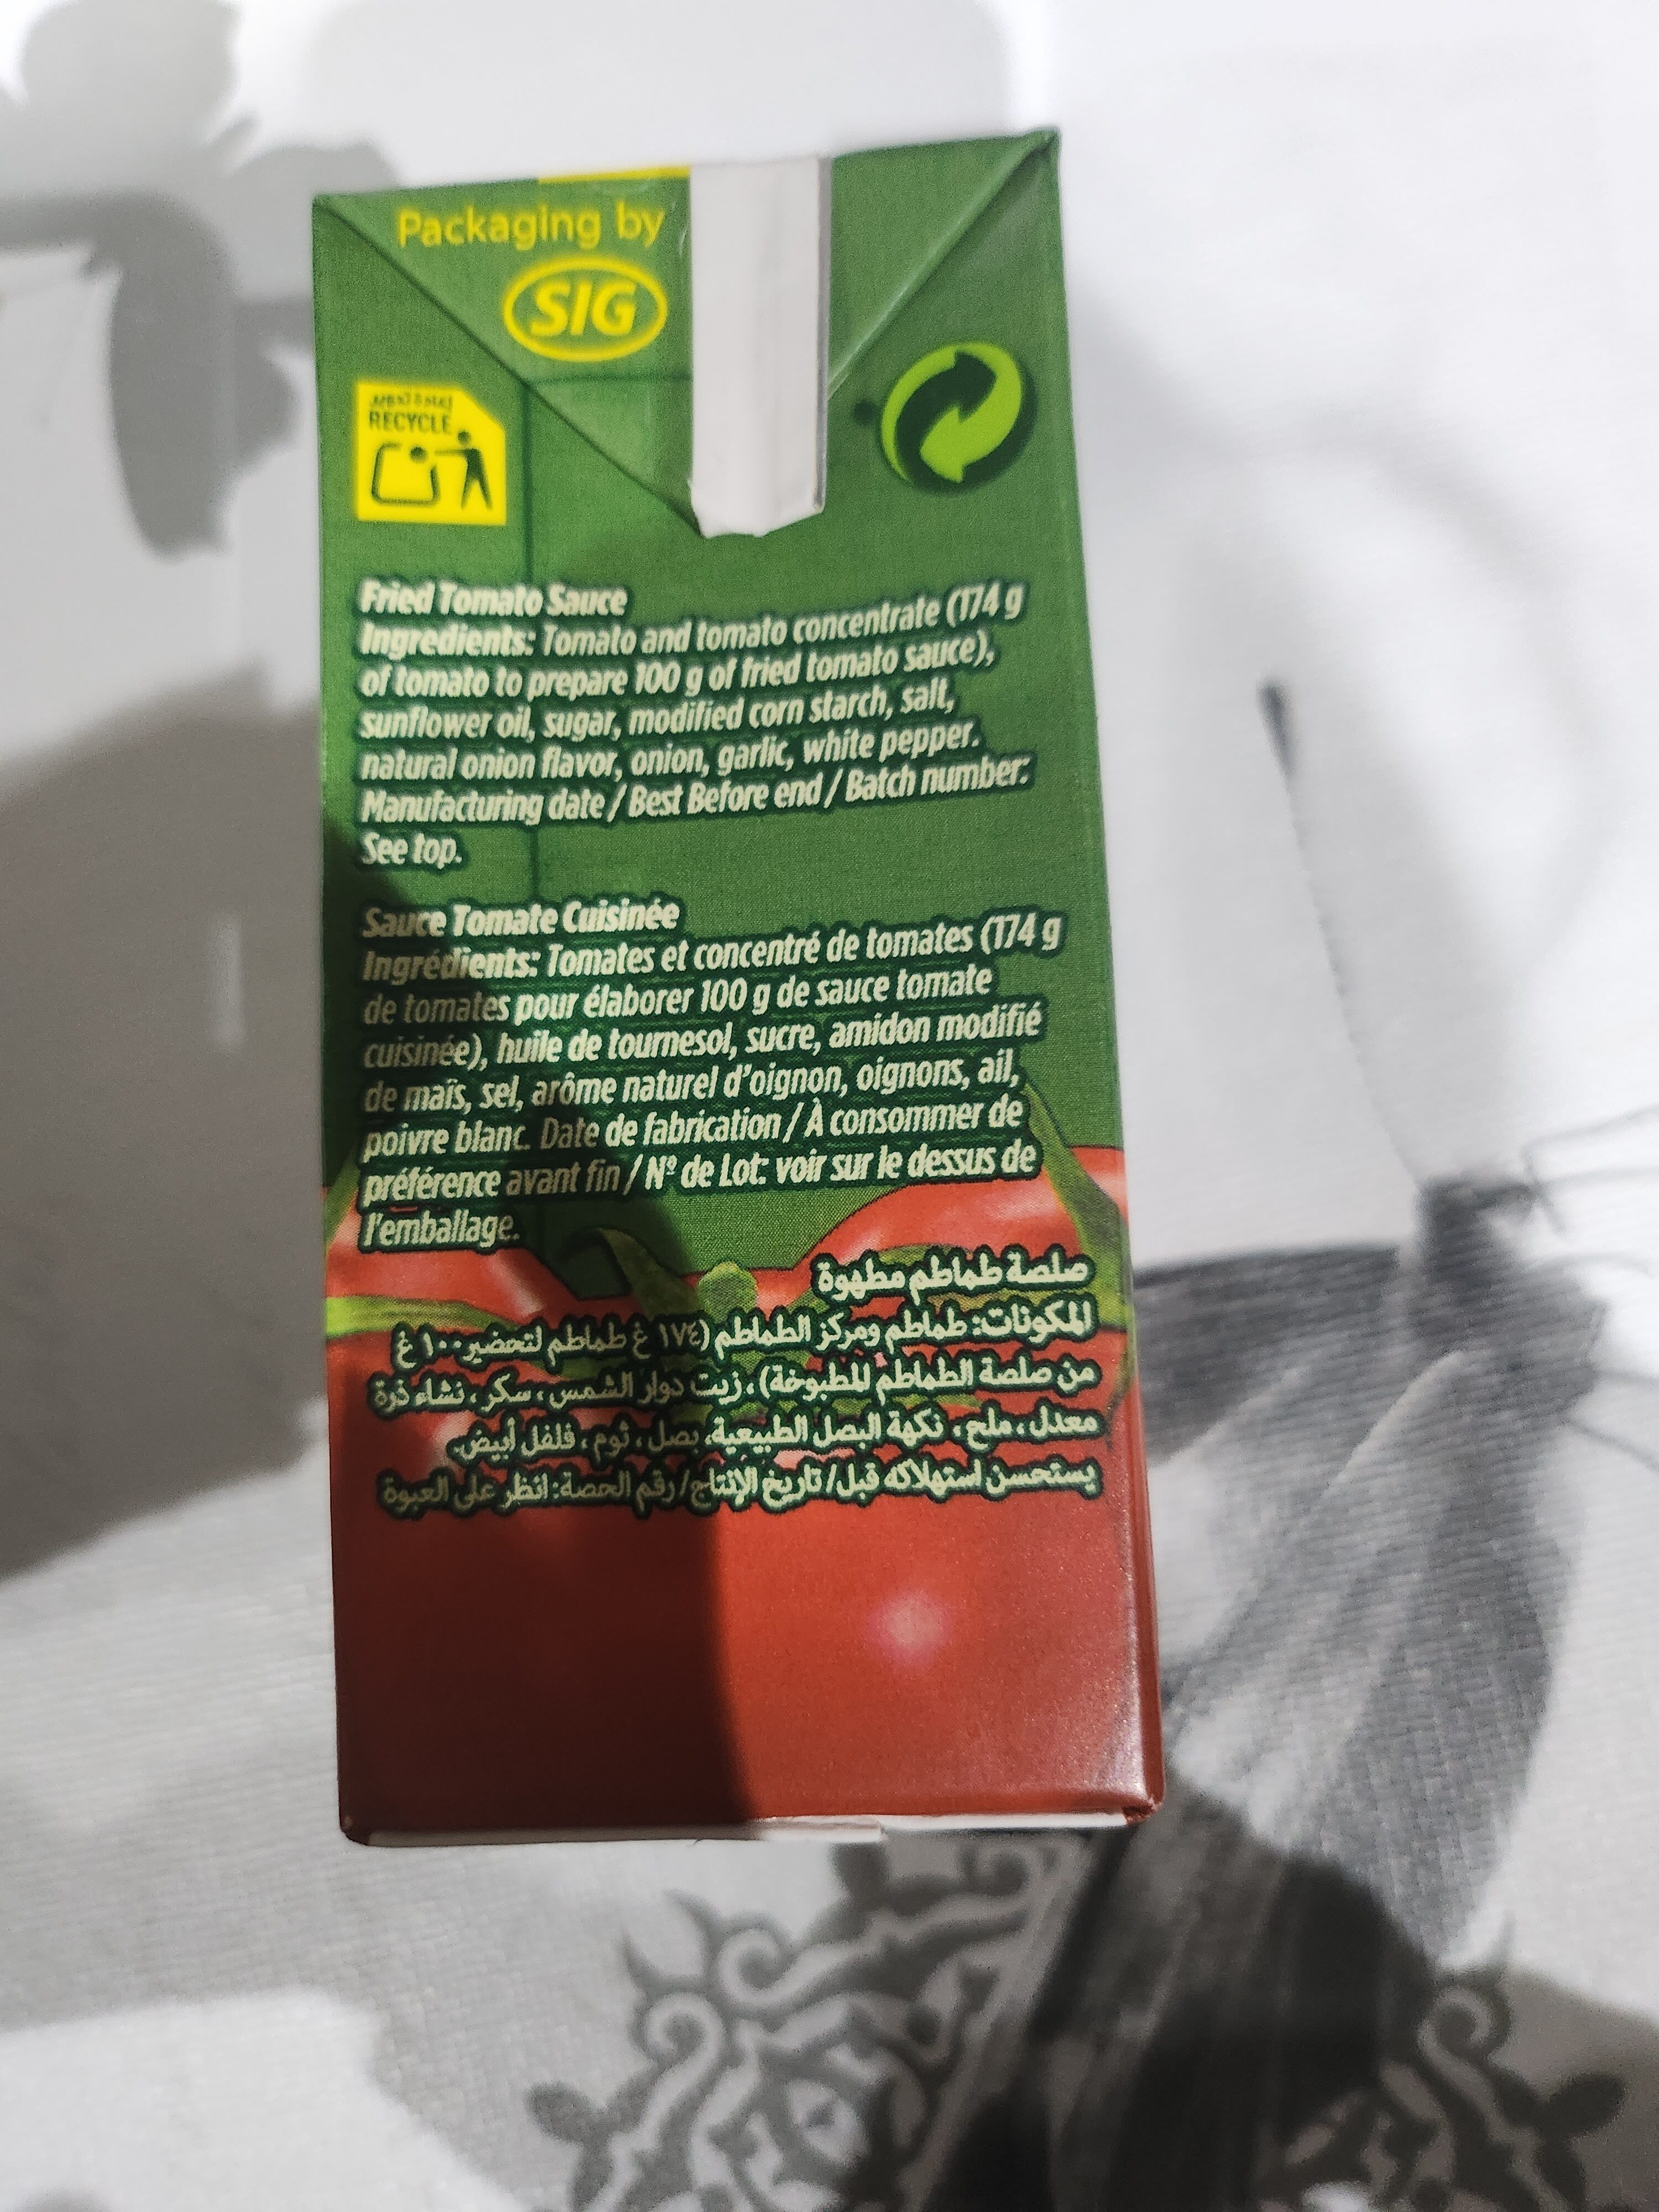 Packaging by
SIG
RECYCLE
Fried Tomato Sauce
Ingredients: Tomato and tomato concentrate (174 g
of tomato to prepare 100 g of fried tomato sauce),
sunflower oil, sugar, modified corn starch, salt,
natural onion flavor, onion, garlic, white pepper.
Manufacturing date / Best Before end / Batch number:
See top.
Sauce Tomate Cuisinée
Ingrédients: Tomates et concentré de tomates (174 g
de tomates pour élaborer 100 g de sauce tomate
cuisinée), huile de tournesol, sucre, amidon modifié
de maïs, sel, arôme naturel d'oignon, oignons, ail,
poivre blanc. Date de fabrication / À consommer de
préférence avant fin / Nº de Lot: voir sur le dessus de
l'emballage.
صلصة طماطم مطهوة
المكونات: طماطم ومركز الطماطم (١٧٤ غ طماطم لتحضير ١٠٠ غ
من صلصة الطماطم المطبوخة)، زيت دوار الشمس، سكر، نشاء ذرة
معدل، ملح، نكهة البصل الطبيعية، بصل، ثوم، فلفل أبيض.
يستحسن استهلاكه قبل/ تاريخ الإنتاج/ رقم الحصة: انظر على العبوة